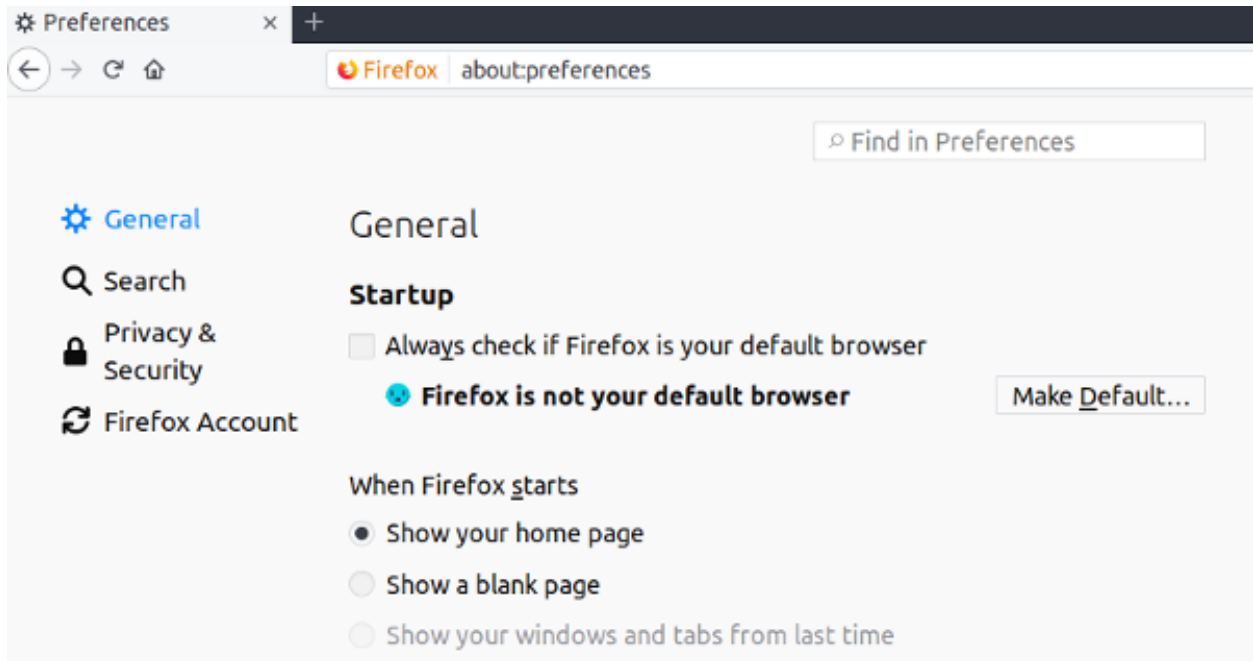 Preferences
Firefox about:preferences
Find in Preferences
General
Search
Privacy &
Security
Firefox Account
General
Startup
Always check if Firefox is your default browser
Firefox is not your default browser
Make Default...
When Firefox starts
Show your home page
Show a blank page
Show your windows and tabs from last time